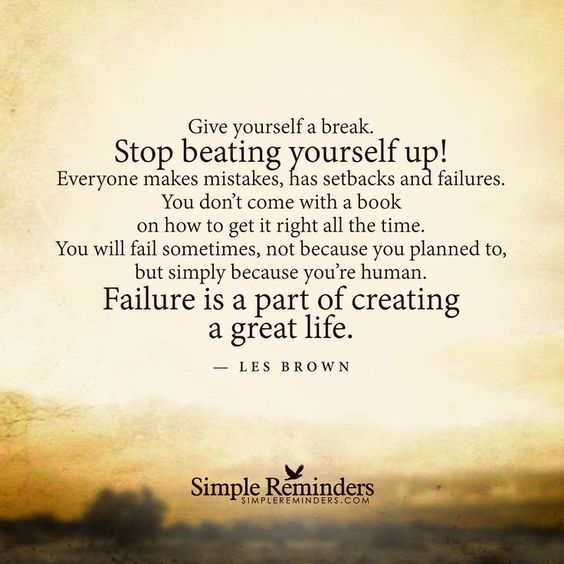 Give yourself a break.
Stop beating yourself up!
Everyone makes mistakes, has setbacks and failures.
You don’t come with a book
on how to get it right all the time.
You will fail sometimes, not because you planned to,
but simply because you’re human.
Failure is a part of creating
a great life.
— LES BROWN
Simple Reminders
SIMPLEREMINDERS.COM